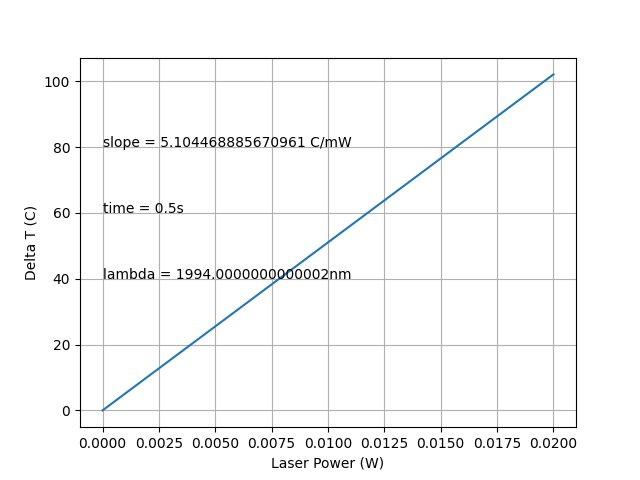 100
80
60
40
20
0
Delta T (C)
slope = 5.104468885670961 C/mW
time = 0.5s
lambda = 1994.0000000000002nm
0.0000 0.0025 0.0050 0.0075 0.0100 0.0125 0.0150 0.0175 0.0200
Laser Power (W)